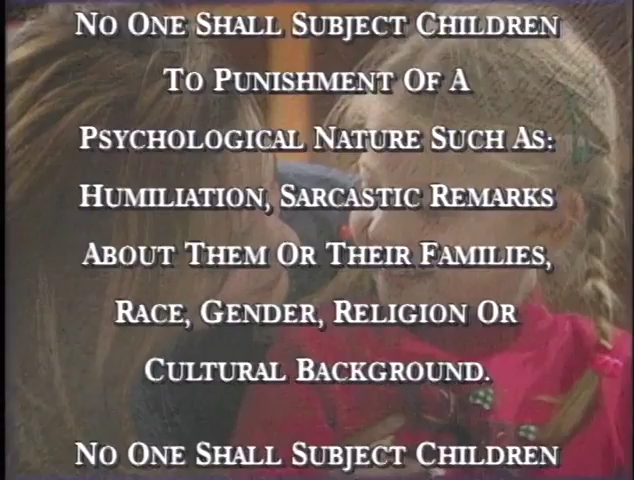 No One Shall Subject Children
To Punishment Of A
Psychological Nature Such As:
Humiliation, Sarcastic Remarks
About Them Or Their Families,
Race, Gender, Religion Or
Cultural Background.
No One Shall Subject Children